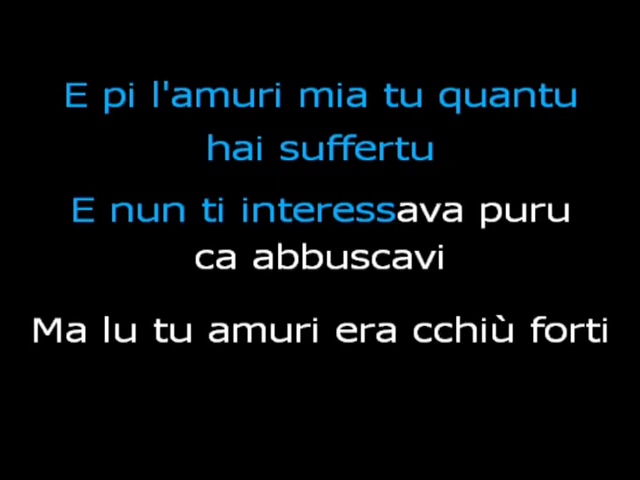 E pi l'amuri mia tu quantu
hai suffertu
E nun ti interessava puru
ca abbuscavi
Ma lu tu amuri era cchiù forti